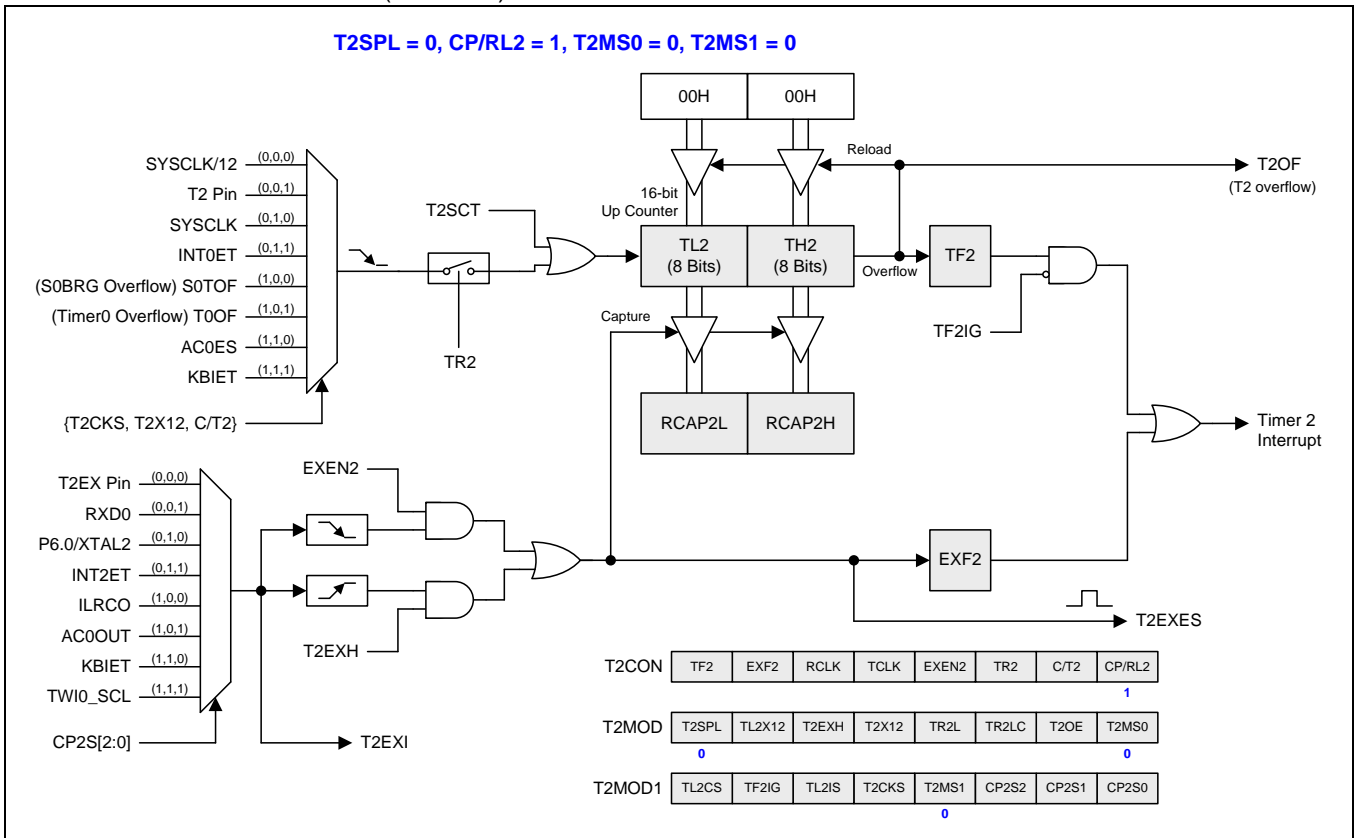 T2SPL = 0, CP/RL2 = 1, T2MS0 = 0, T2MS1 = 0
00H 00H
Reload
T2OF
(T2 overflow)
SYSCLK/12 (0,0,0)
T2 Pin (0,0,1)
SYSCLK (0,1,0)
INT0ET (0,1,1)
(S0BRG Overflow) S0TOF (1,0,0)
(Timer0 Overflow) T0OF (1,0,1)
AC0ES (1,1,0)
KBIET (1,1,1)
{T2CKS, T2X12, C/T2}
TR2
T2SCT
16-bit
Up Counter
TL2
(8 Bits)
TH2
(8 Bits)
Overflow
TF2
TF2IG
Capture
RCAP2L RCAP2H
Timer 2
Interrupt
EXEN2
T2EX Pin (0,0,0)
RXD0 (0,0,1)
P6.0/XTAL2 (0,1,0)
INT2ET (0,1,1)
ILRCO (1,0,0)
AC0OUT (1,0,1)
KBIET (1,1,0)
TWI0_SCL (1,1,1)
CP2S[2:0]
T2EXH
T2EXI
EXF2
T2EXES
T2CON TF2 EXF2 RCLK TCLK EXEN2 TR2 C/T2 CP/RL2
1
T2MOD T2SPL TL2X12 T2EXH T2X12 TR2L TR2LC T2OE T2MS0
0 0
T2MOD1 TL2CS TF2IG TL2IS T2CKS T2MS1 CP2S2 CP2S1 CP2S0
0